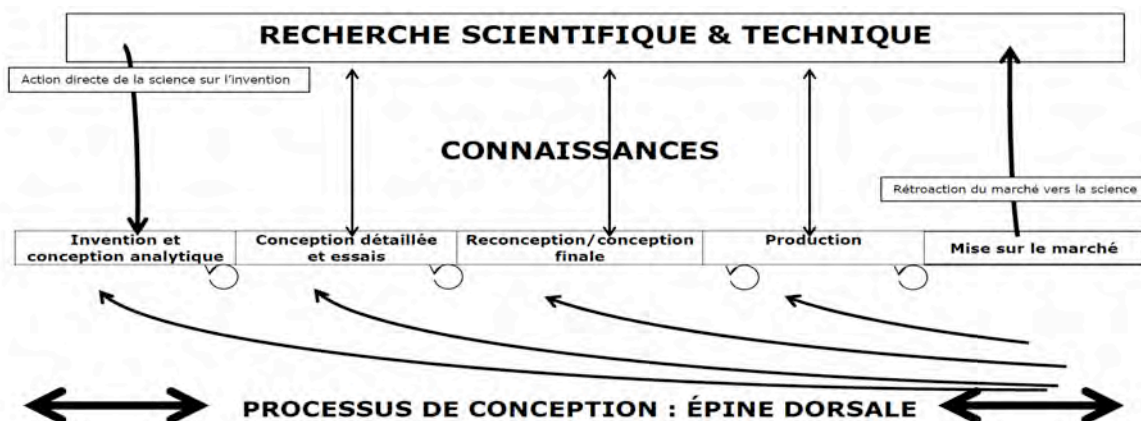 RECHERCHE SCIENTIFIQUE & TECHNIQUE
Action directe de la science sur l'invention
CONNAISSANCES
Rétroaction du marché vers la science
Invention et
conception analytique
Conception détaillée
et essais
Reconception/conception
finale
Production
Mise sur le marché
PROCESSUS DE CONCEPTION : ÉPINE DORSALE